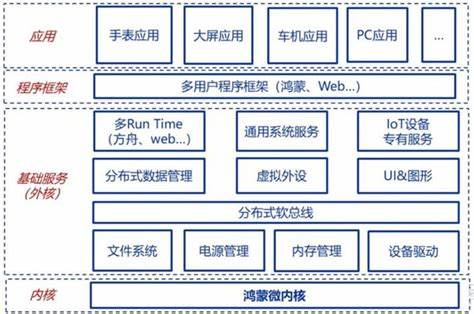 应用
手表应用
大屏应用
车机应用
PC应用
...
程序框架
多用户程序框架（鸿蒙、Web...）
基础服务
（外核）
多Run Time
（方舟、web...）
通用系统服务
IoT设备
专有服务
分布式数据管理
虚拟外设
UI&图形
分布式软总线
文件系统
电源管理
内存管理
设备驱动
内核
鸿蒙微内核